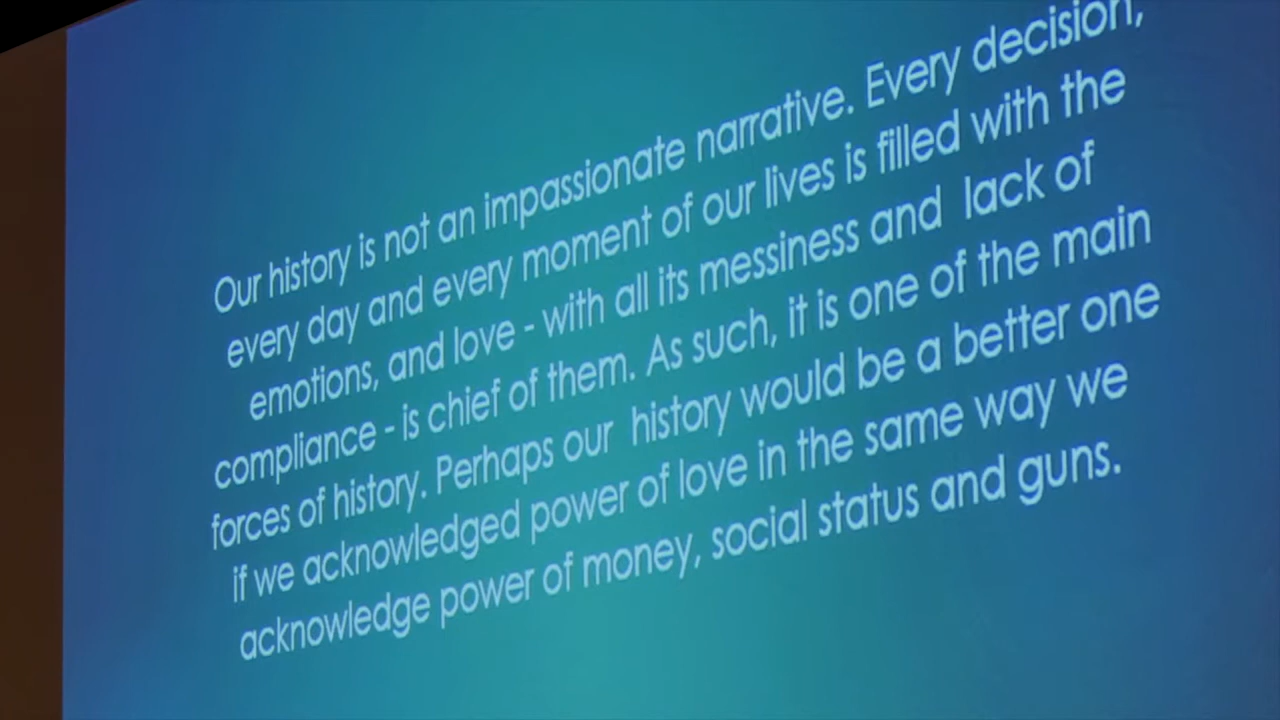 Our history is not an impassionate narrative. Every decision,
every day and every moment of our lives is filled with the
emotions, and love - with all its messiness and lack of
compliance - is chief of them. As such, it is one of the main
forces of history. Perhaps our history would be a better one
if we acknowledged power of love in the same way we
acknowledge power of money, social status and guns.